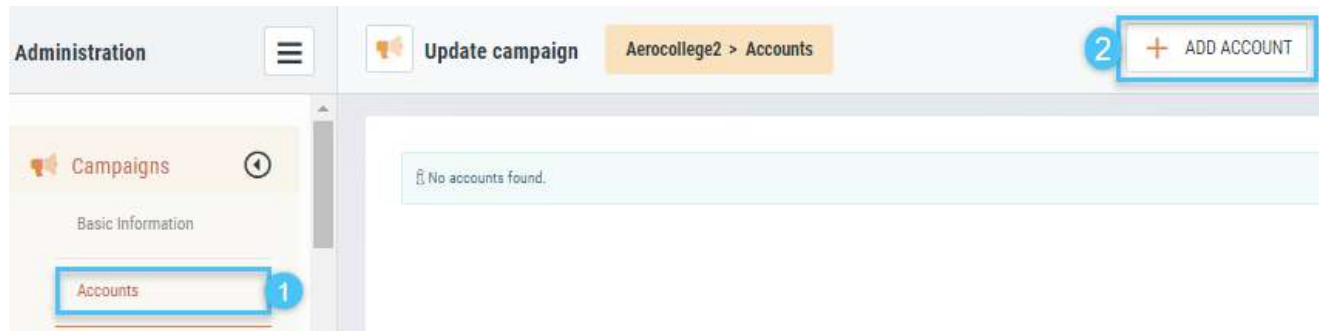 Administration
Update campaign
Aerocollege2 > Accounts
2
+ ADD ACCOUNT
Campaigns
No accounts found.
Basic Information
Accounts
1